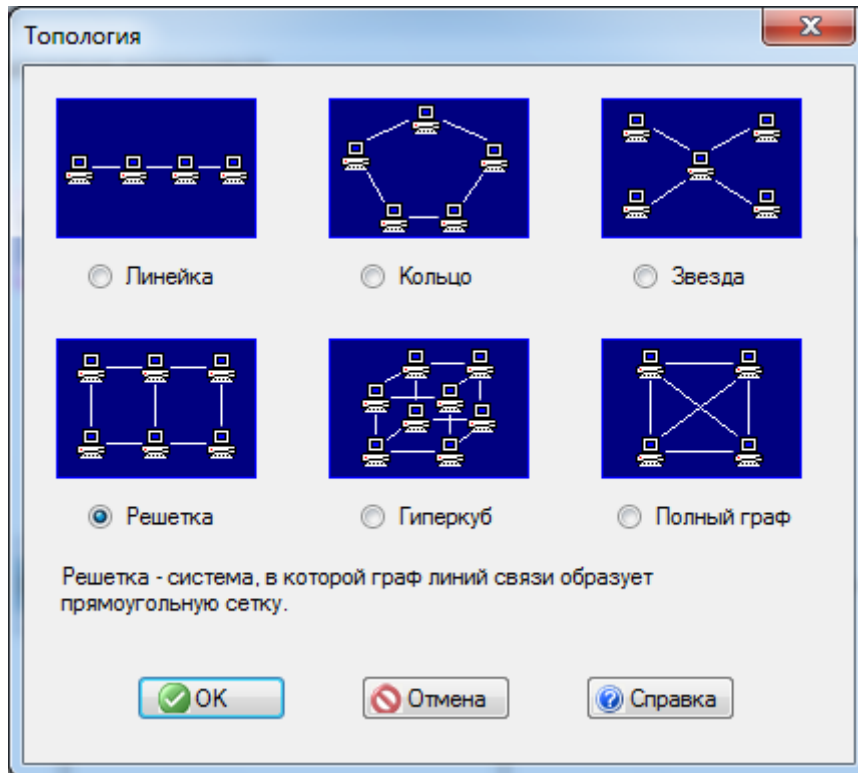 Топология
Линейка
Кольцо
Звезда
Решетка
Гиперкуб
Полный граф
Решетка - система, в которой граф линий связи образует
прямоугольную сетку.
OK
Отмена
Справка